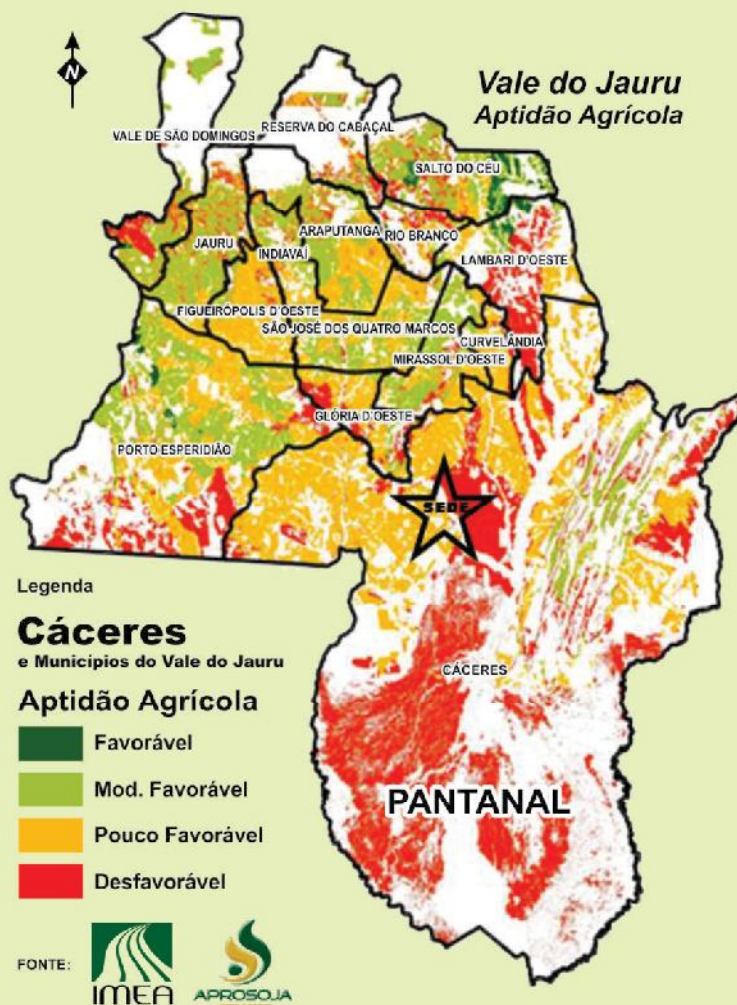 N
Vale do Jauru
Aptidão Agrícola
RESERVA DO CABAÇAL
VALE DE SÃO DOMINGOS
SALTO DO CÉU
ARAPUTANGA
RIO BRANCO
JAURU
INDIAVAÍ
LAMBARI D'OESTE
FIGUEIRÓPOLIS D'OESTE
SÃO JOSÉ DOS QUATRO MARCOS
CURVELÂNDIA
MIRASSOL D'OESTE
GLÓRIA D'OESTE
PORTO ESPERIDIÃO
SEDE
Legenda
Cáceres
e Municípios do Vale do Jauru
CÁCERES
Aptidão Agrícola
Favorável
Mod. Favorável
PANTANAL
Pouco Favorável
Desfavorável
FONTE:
IMEA
APROSOJA